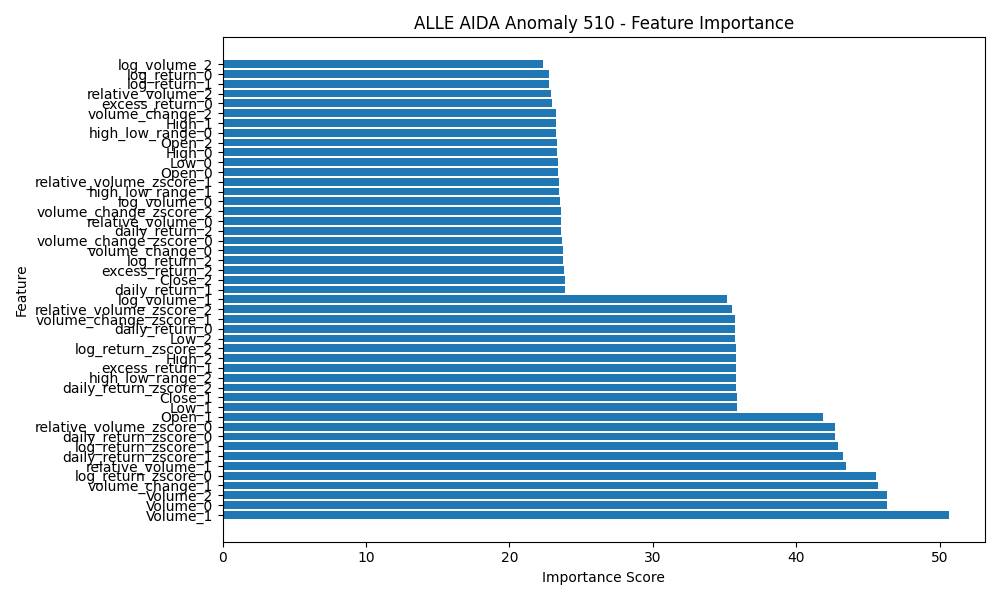 ALLE AIDA Anomaly 510 - Feature Importance
log_volume_2
log_return_0
log_return_1
relative_volume_2
excess_return_0
volume_change_2
High_1
high_low_range_0
Open_2
High_0
Low_0
Open_0
relative_volume_zscore_1
high_low_range_1
log_volume_0
volume_change_zscore_2
relative_volume_0
daily_return_2
volume_change_zscore_0
volume_change_0
log_return_2
excess_return_2
Close_2
daily_return_1
log_volume_1
relative_volume_zscore_2
volume_change_zscore_1
daily_return_0
Low_2
log_return_zscore_2
High_2
excess_return_1
high_low_range_2
daily_return_zscore_2
Close_1
Low_1
Open_1
relative_volume_zscore_0
daily_return_zscore_0
log_return_zscore_1
daily_return_zscore_1
relative_volume_1
log_return_zscore_0
volume_change_1
Volume_2
Volume_0
Volume_1
Feature
0 10 20 30 40 50
Importance Score